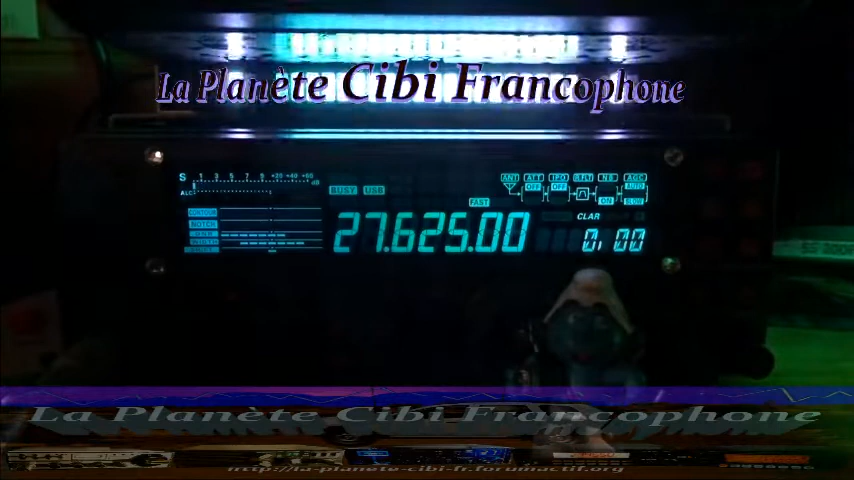 La Planète Cibi Francophone
S 1 3 5 7 9 +20 +40 +60 dB
ALC
BUSY USB
ANT ATT IPO R.FLT NB AGC
OFF OFF AUTO
ON SLOW
FAST
CLAR
CONTOUR
NOTCH
DNR
WIDTH
SHIFT
27.625.00
0.00
La Planète Cibi Francophone
http://la-planete-cibi-fr.forumactif.org